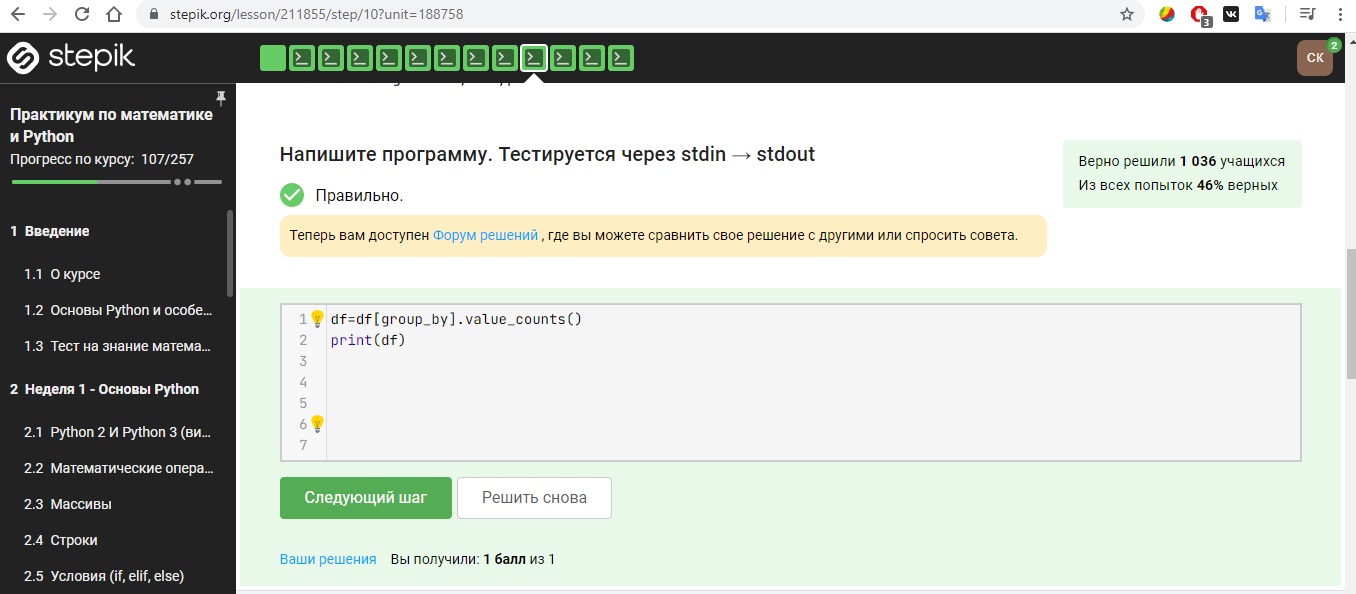 stepik.org/lesson/211855/step/10?unit=188758
3
stepik
СК
2
Практикум по математике
и Python
Прогресс по курсу: 107/257
1 Введение
1.1 О курсе
1.2 Основы Python и особе...
1.3 Тест на знание матема...
2 Неделя 1 - Основы Python
2.1 Python 2 И Python 3 (ви...
2.2 Математические опера...
2.3 Массивы
2.4 Строки
2.5 Условия (if, elif, else)
Напишите программу. Тестируется через stdin → stdout
Правильно.
Теперь вам доступен Форум решений , где вы можете сравнить свое решение с другими или спросить совета.
Верно решили 1 036 учащихся
Из всех попыток 46% верных
1 df=df[group_by].value_counts()
2 print(df)
3
4
5
6
7
Следующий шаг
Решить снова
Ваши решения Вы получили: 1 балл из 1